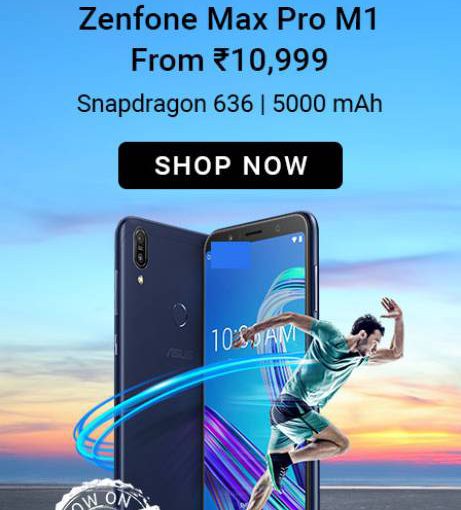 Zenfone Max Pro M1
From ₹10,999
Snapdragon 636 | 5000 mAh
SHOP NOW
ASUS